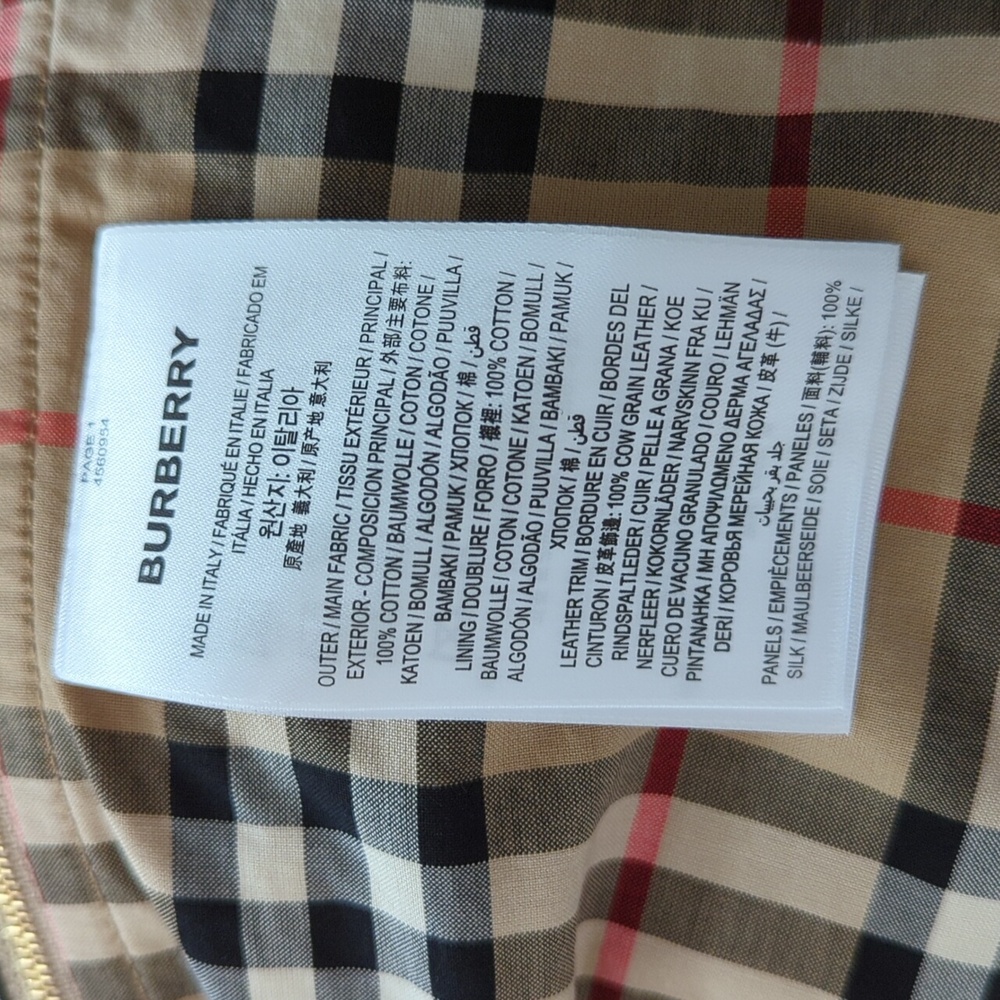 PAGE 1
4560954
BURBERRY
MADE IN ITALY / FABRIQUÉ EN ITALIE / FABRICADO EM
ITÁLIA / HECHO EN ITALIA
원산지: 이탈리아
原產地 義大利 / 原产地 意大利
OUTER / MAIN FABRIC / TISSU EXTÉRIEUR / PRINCIPAL /
EXTERIOR - COMPOSICION PRINCIPAL / 外部/主要布料:
100% COTTON / BAUMWOLLE / COTON / COTONE /
KATOEN / BOMULL / ALGODÓN / ALGODÃO / PUUVILLA /
BAMBAKI / PAMUK / ХЛОПОК / 棉 / قطن
LINING / DOUBLURE / FORRO / 襯裡: 100% COTTON /
BAUMWOLLE / COTON / COTONE / KATOEN / BOMULL /
ALGODÓN / ALGODÃO / PUUVILLA / BAMBAKI / PAMUK /
ХЛОПОК / 棉 / قطن
LEATHER TRIM / BORDURE EN CUIR / BORDES DEL
CINTURON / 皮革飾邊: 100% COW GRAIN LEATHER /
RINDSPALTLEDER / CUIR / PELLE A GRANA / KOE
NERFLEER / KOKORNLÄDER / NARVSKINN FRA KU /
CUERO DE VACUNO GRANULADO / COURO / LEHMÄN
PINTANAHKA / ΜΗ ΑΠΟΨΙΛΩΜΕΝΟ ΔΕΡΜΑ ΑΓΕΛΑΔΑΣ /
DERİ / КОРОВЬЯ МЕРЕЙНАЯ КОЖА / 皮革 (牛) /
جلد بقر بحبيبات
PANELS / EMPIÈCEMENTS / PANELES / 面料(輔料): 100%
SILK / MAULBEERSEIDE / SOIE / SETA / ZIJDE / SILKE /